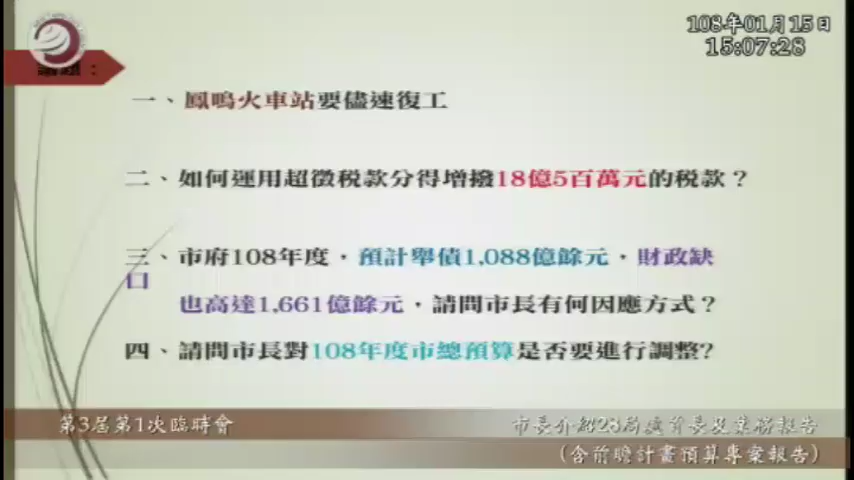 108年01月15日
15:07:28
議題：
一、鳳鳴火車站要儘速復工
二、如何運用超徵稅款分得增撥18億5百萬元的稅款？
三、市府108年度，預計舉債1,088億餘元，財政缺
口
也高達1,661億餘元，請問市長有何因應方式？
四、請問市長對108年度市總預算是否要進行調整?
第3屆第1次臨時會
市長介紹28局處首長及業務報告
(含前瞻計畫預算專案報告)